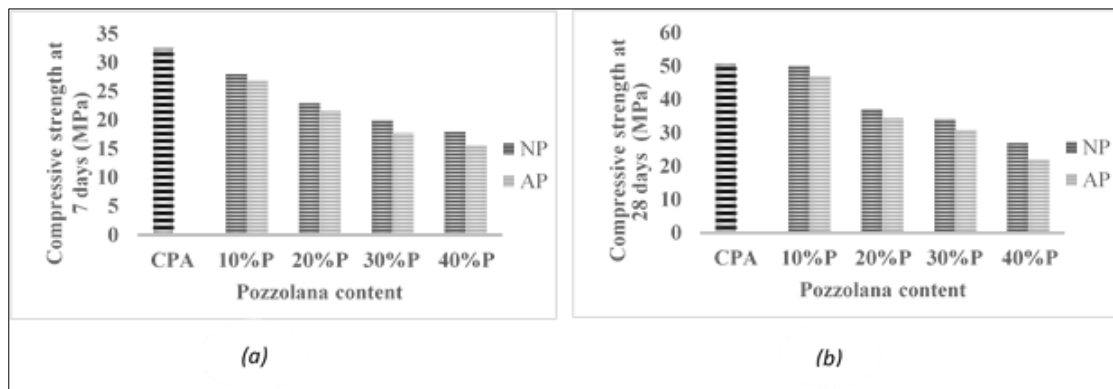 Compressive strength at
7 days (MPa)
35
30
25
20
15
10
5
0
CPA 10%P 20%P 30%P 40%P
Pozzolana content
NP
AP
(a)
Compressive strength at
28 days (MPa)
60
50
40
30
20
10
0
CPA 10%P 20%P 30%P 40%P
Pozzolana content
NP
AP
(b)